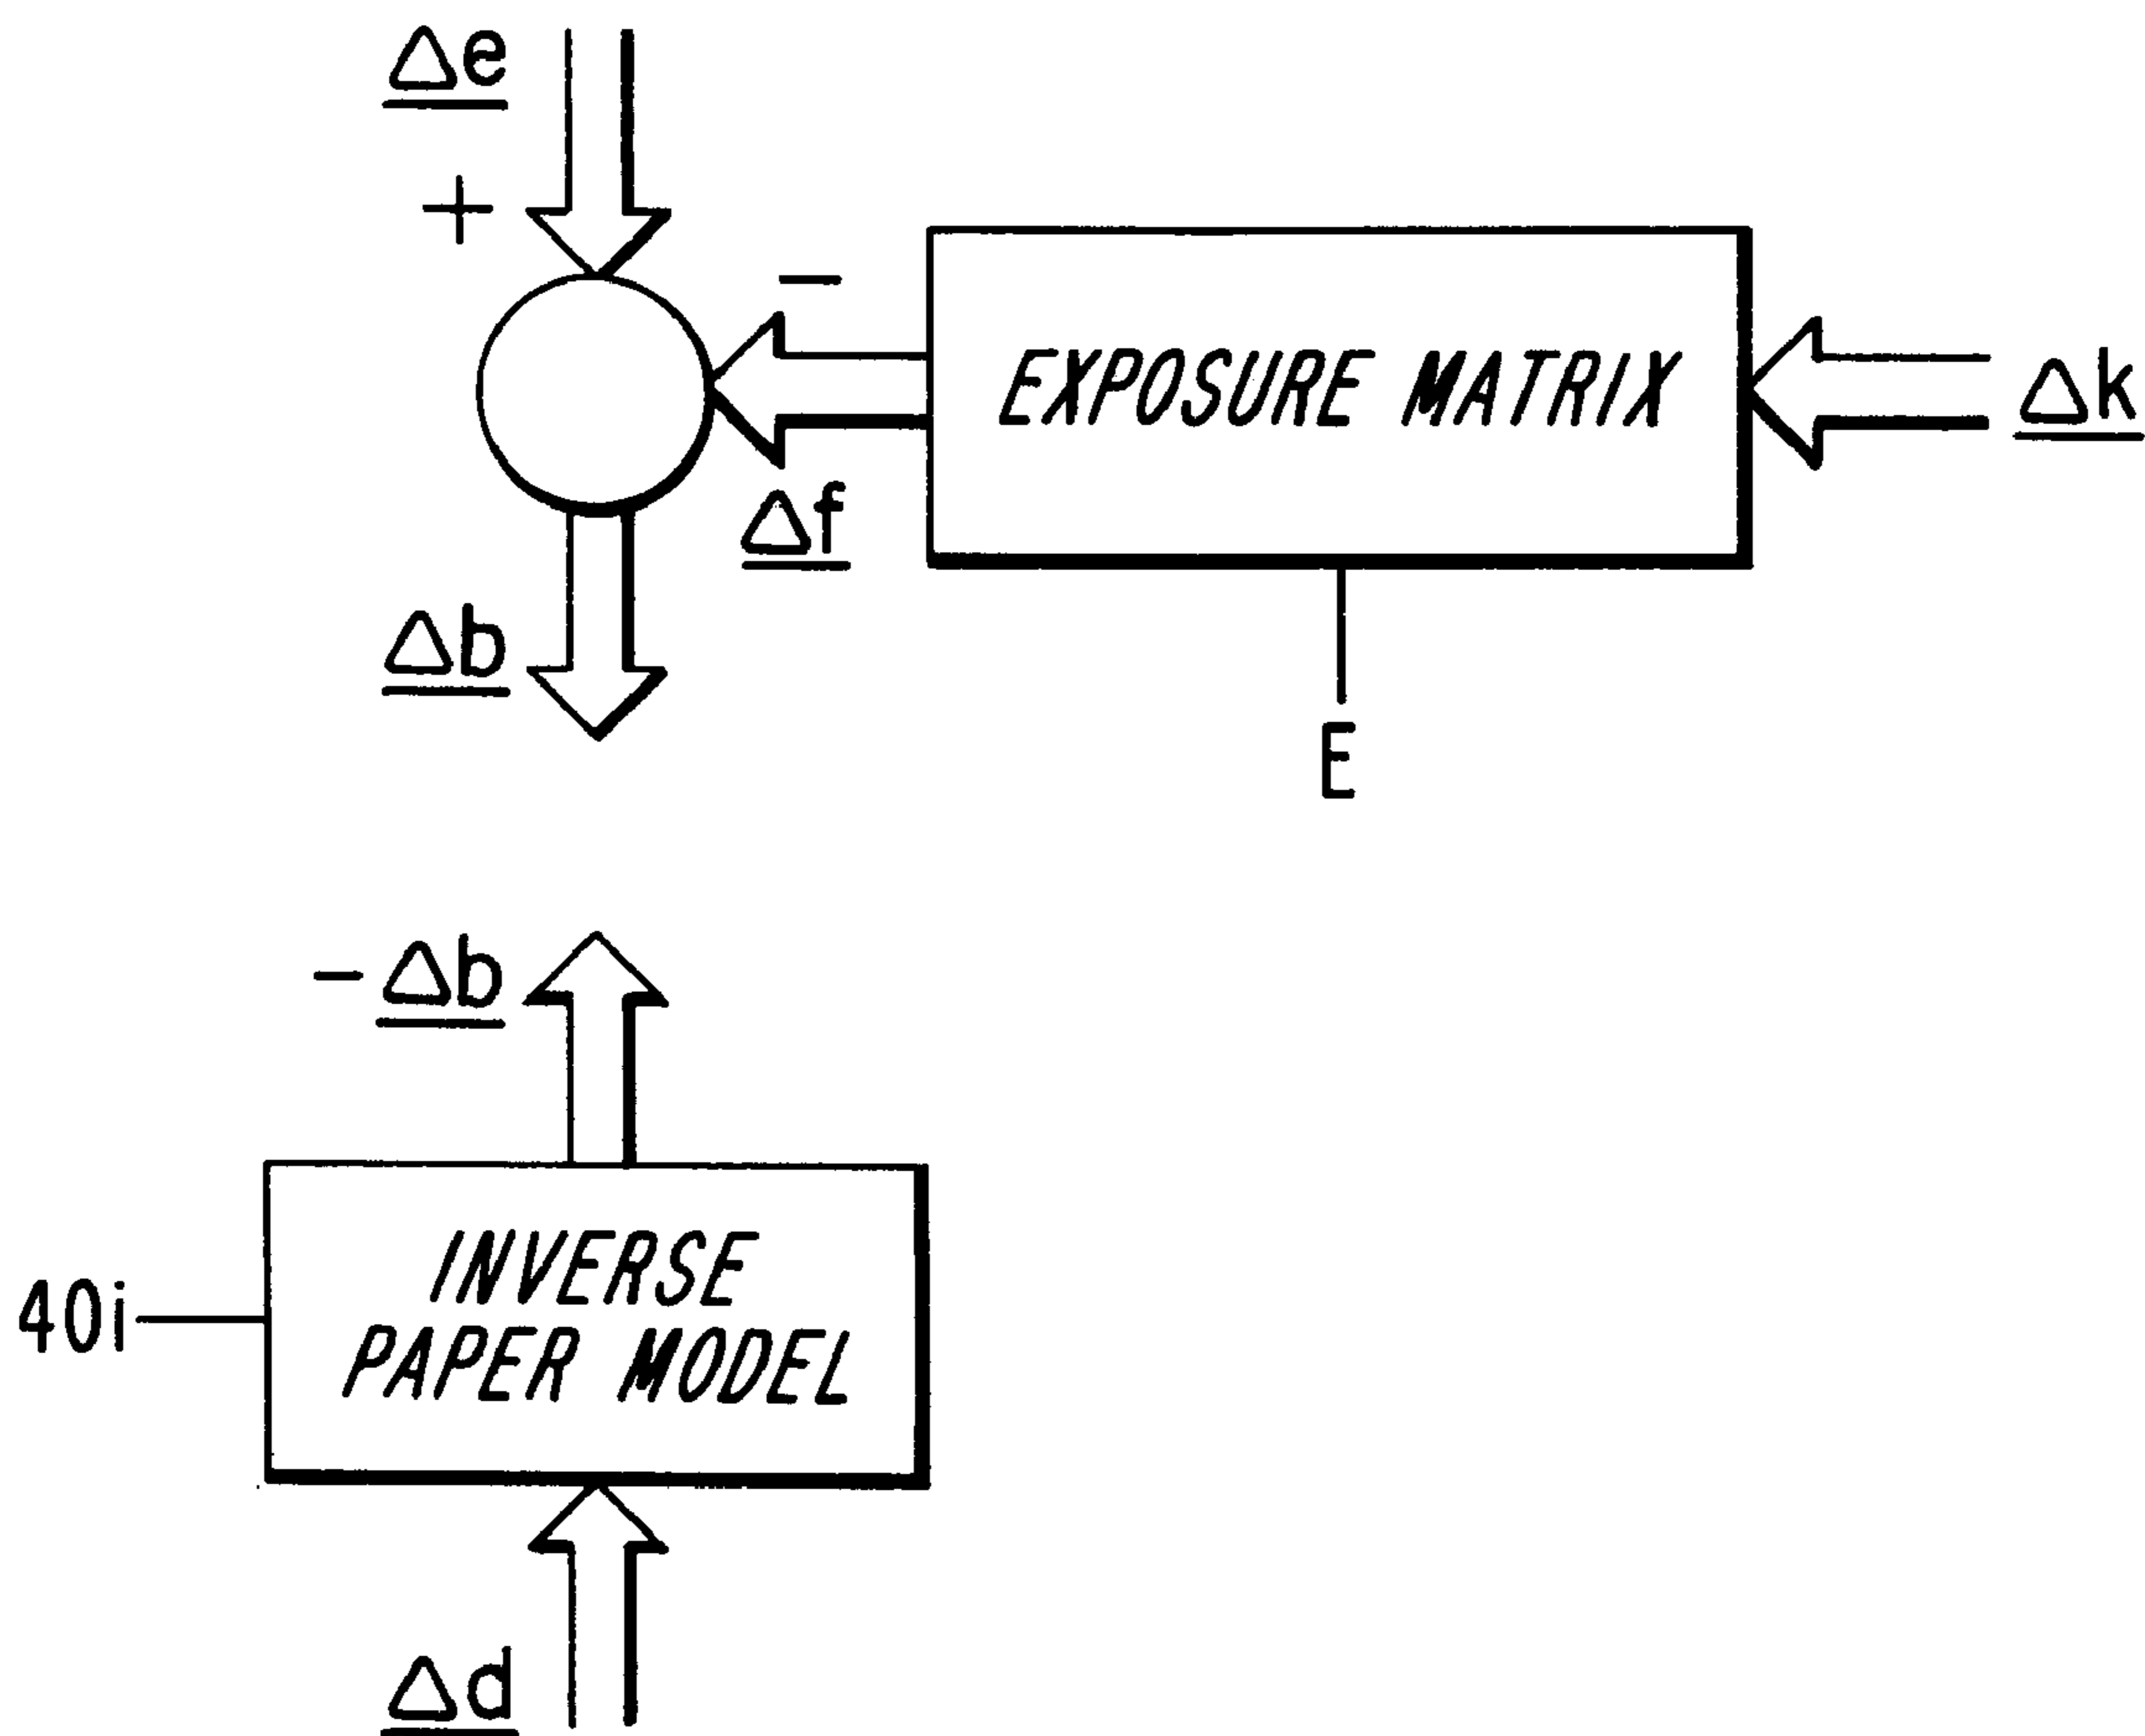 Δe
+
−
EXPOSURE MATRIX
Δk
Δf
Δb
E
− Δb
40i
INVERSE
PAPER MODEL
Δd